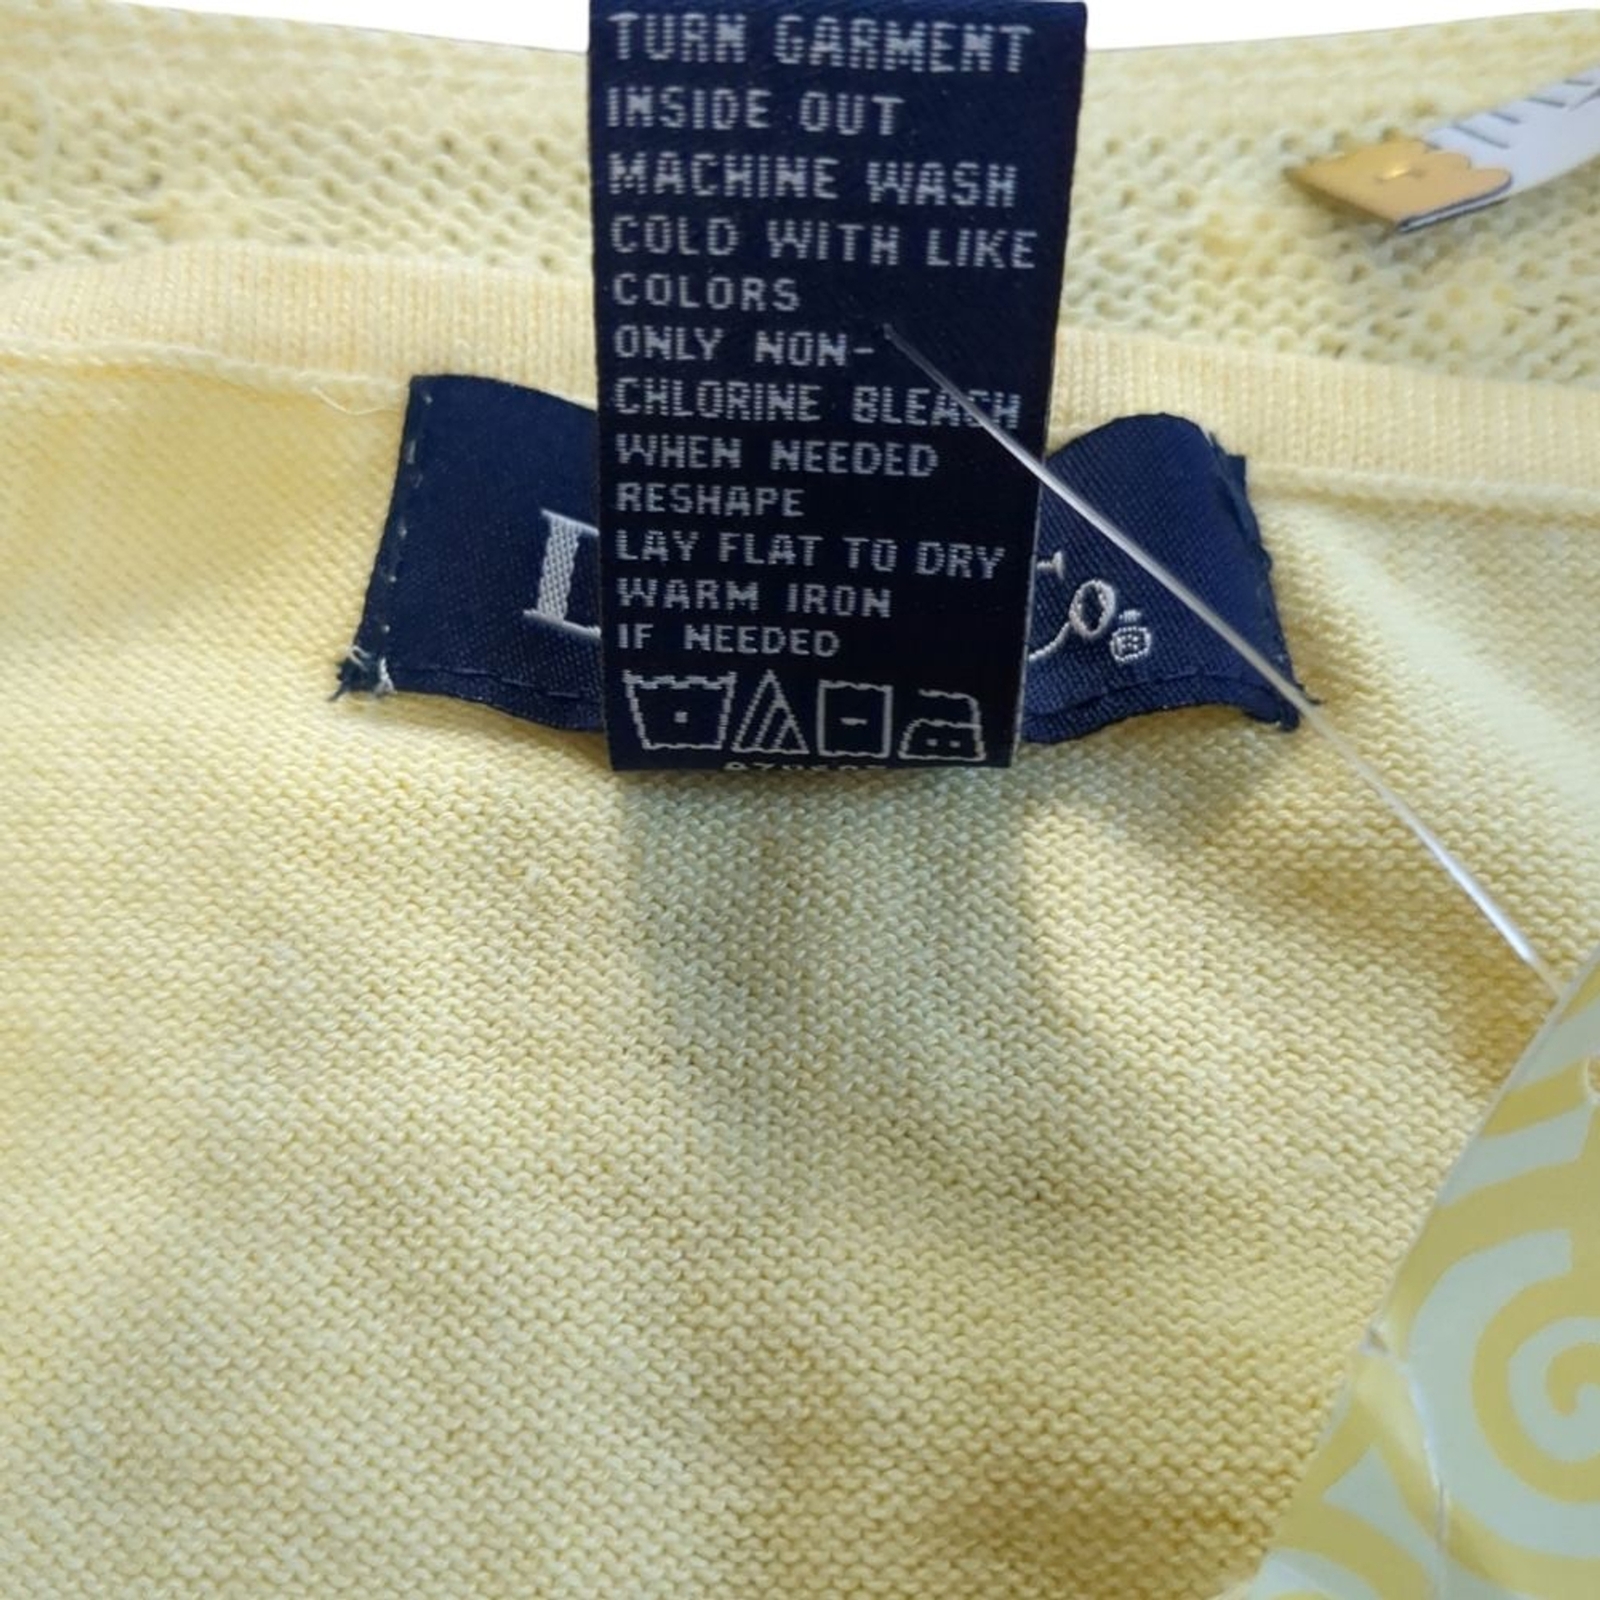 TURN GARMENT
INSIDE OUT
MACHINE WASH
COLD WITH LIKE
COLORS
ONLY NON-
CHLORINE BLEACH
WHEN NEEDED
RESHAPE
LAY FLAT TO DRY
WARM IRON
IF NEEDED